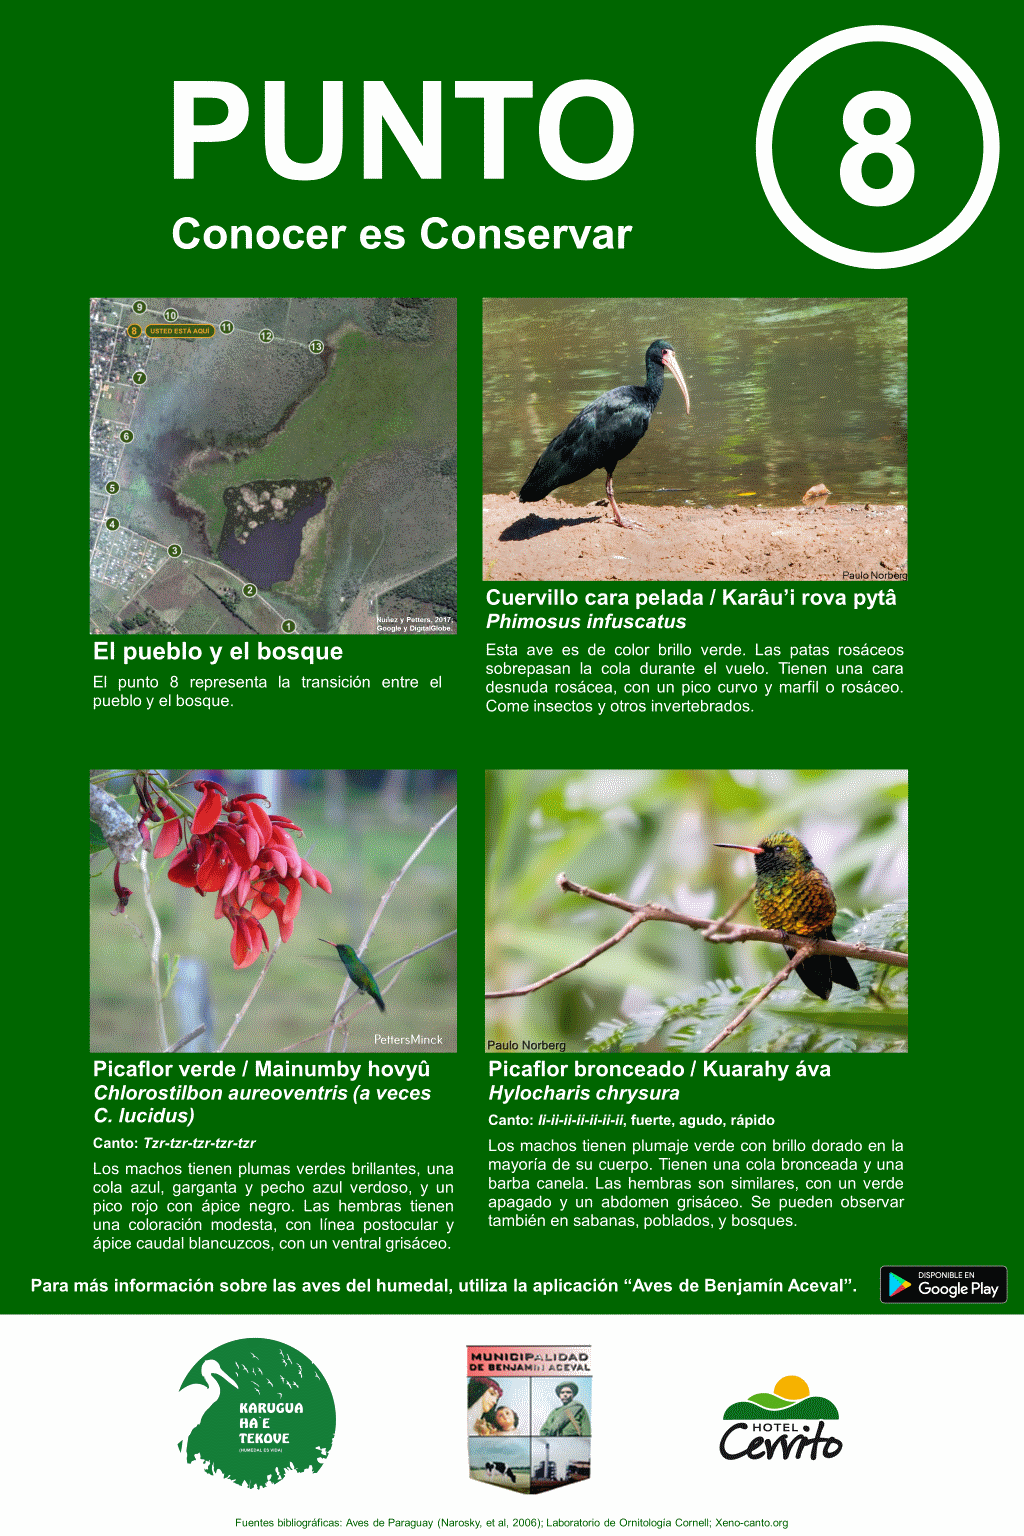 PUNTO
8
Conocer es Conservar
9
10
8 USTED ESTÁ AQUÍ
11
12
13
7
6
5
4
3
2
1
Nuñez y Petters, 2017;
Google y DigitalGlobe.
El pueblo y el bosque
El punto 8 representa la transición entre el
pueblo y el bosque.
Paulo Norberg
Cuervillo cara pelada / Karâu’i rova pytâ
Phimosus infuscatus
Esta ave es de color brillo verde. Las patas rosáceos
sobrepasan la cola durante el vuelo. Tienen una cara
desnuda rosácea, con un pico curvo y marfil o rosáceo.
Come insectos y otros invertebrados.
PettersMinck
Picaflor verde / Mainumby hovyû
Chlorostilbon aureoventris (a veces
C. lucidus)
Canto: Tzr-tzr-tzr-tzr-tzr
Los machos tienen plumas verdes brillantes, una
cola azul, garganta y pecho azul verdoso, y un
pico rojo con ápice negro. Las hembras tienen
una coloración modesta, con línea postocular y
ápice caudal blancuzcos, con un ventral grisáceo.
Paulo Norberg
Picaflor bronceado / Kuarahy áva
Hylocharis chrysura
Canto: Ii-ii-ii-ii-ii-ii-ii, fuerte, agudo, rápido
Los machos tienen plumaje verde con brillo dorado en la
mayoría de su cuerpo. Tienen una cola bronceada y una
barba canela. Las hembras son similares, con un verde
apagado y un abdomen grisáceo. Se pueden observar
también en sabanas, poblados, y bosques.
Para más información sobre las aves del humedal, utiliza la aplicación “Aves de Benjamín Aceval”.
DISPONIBLE EN
Google Play
KARUGUA
HA'E
TEKOVE
(HUMEDAL ES VIDA)
MUNICIPALIDAD
DE BENJAMIN ACEVAL
HOTEL
Cerrito
Fuentes bibliográficas: Aves de Paraguay (Narosky, et al, 2006); Laboratorio de Ornitología Cornell; Xeno-canto.org